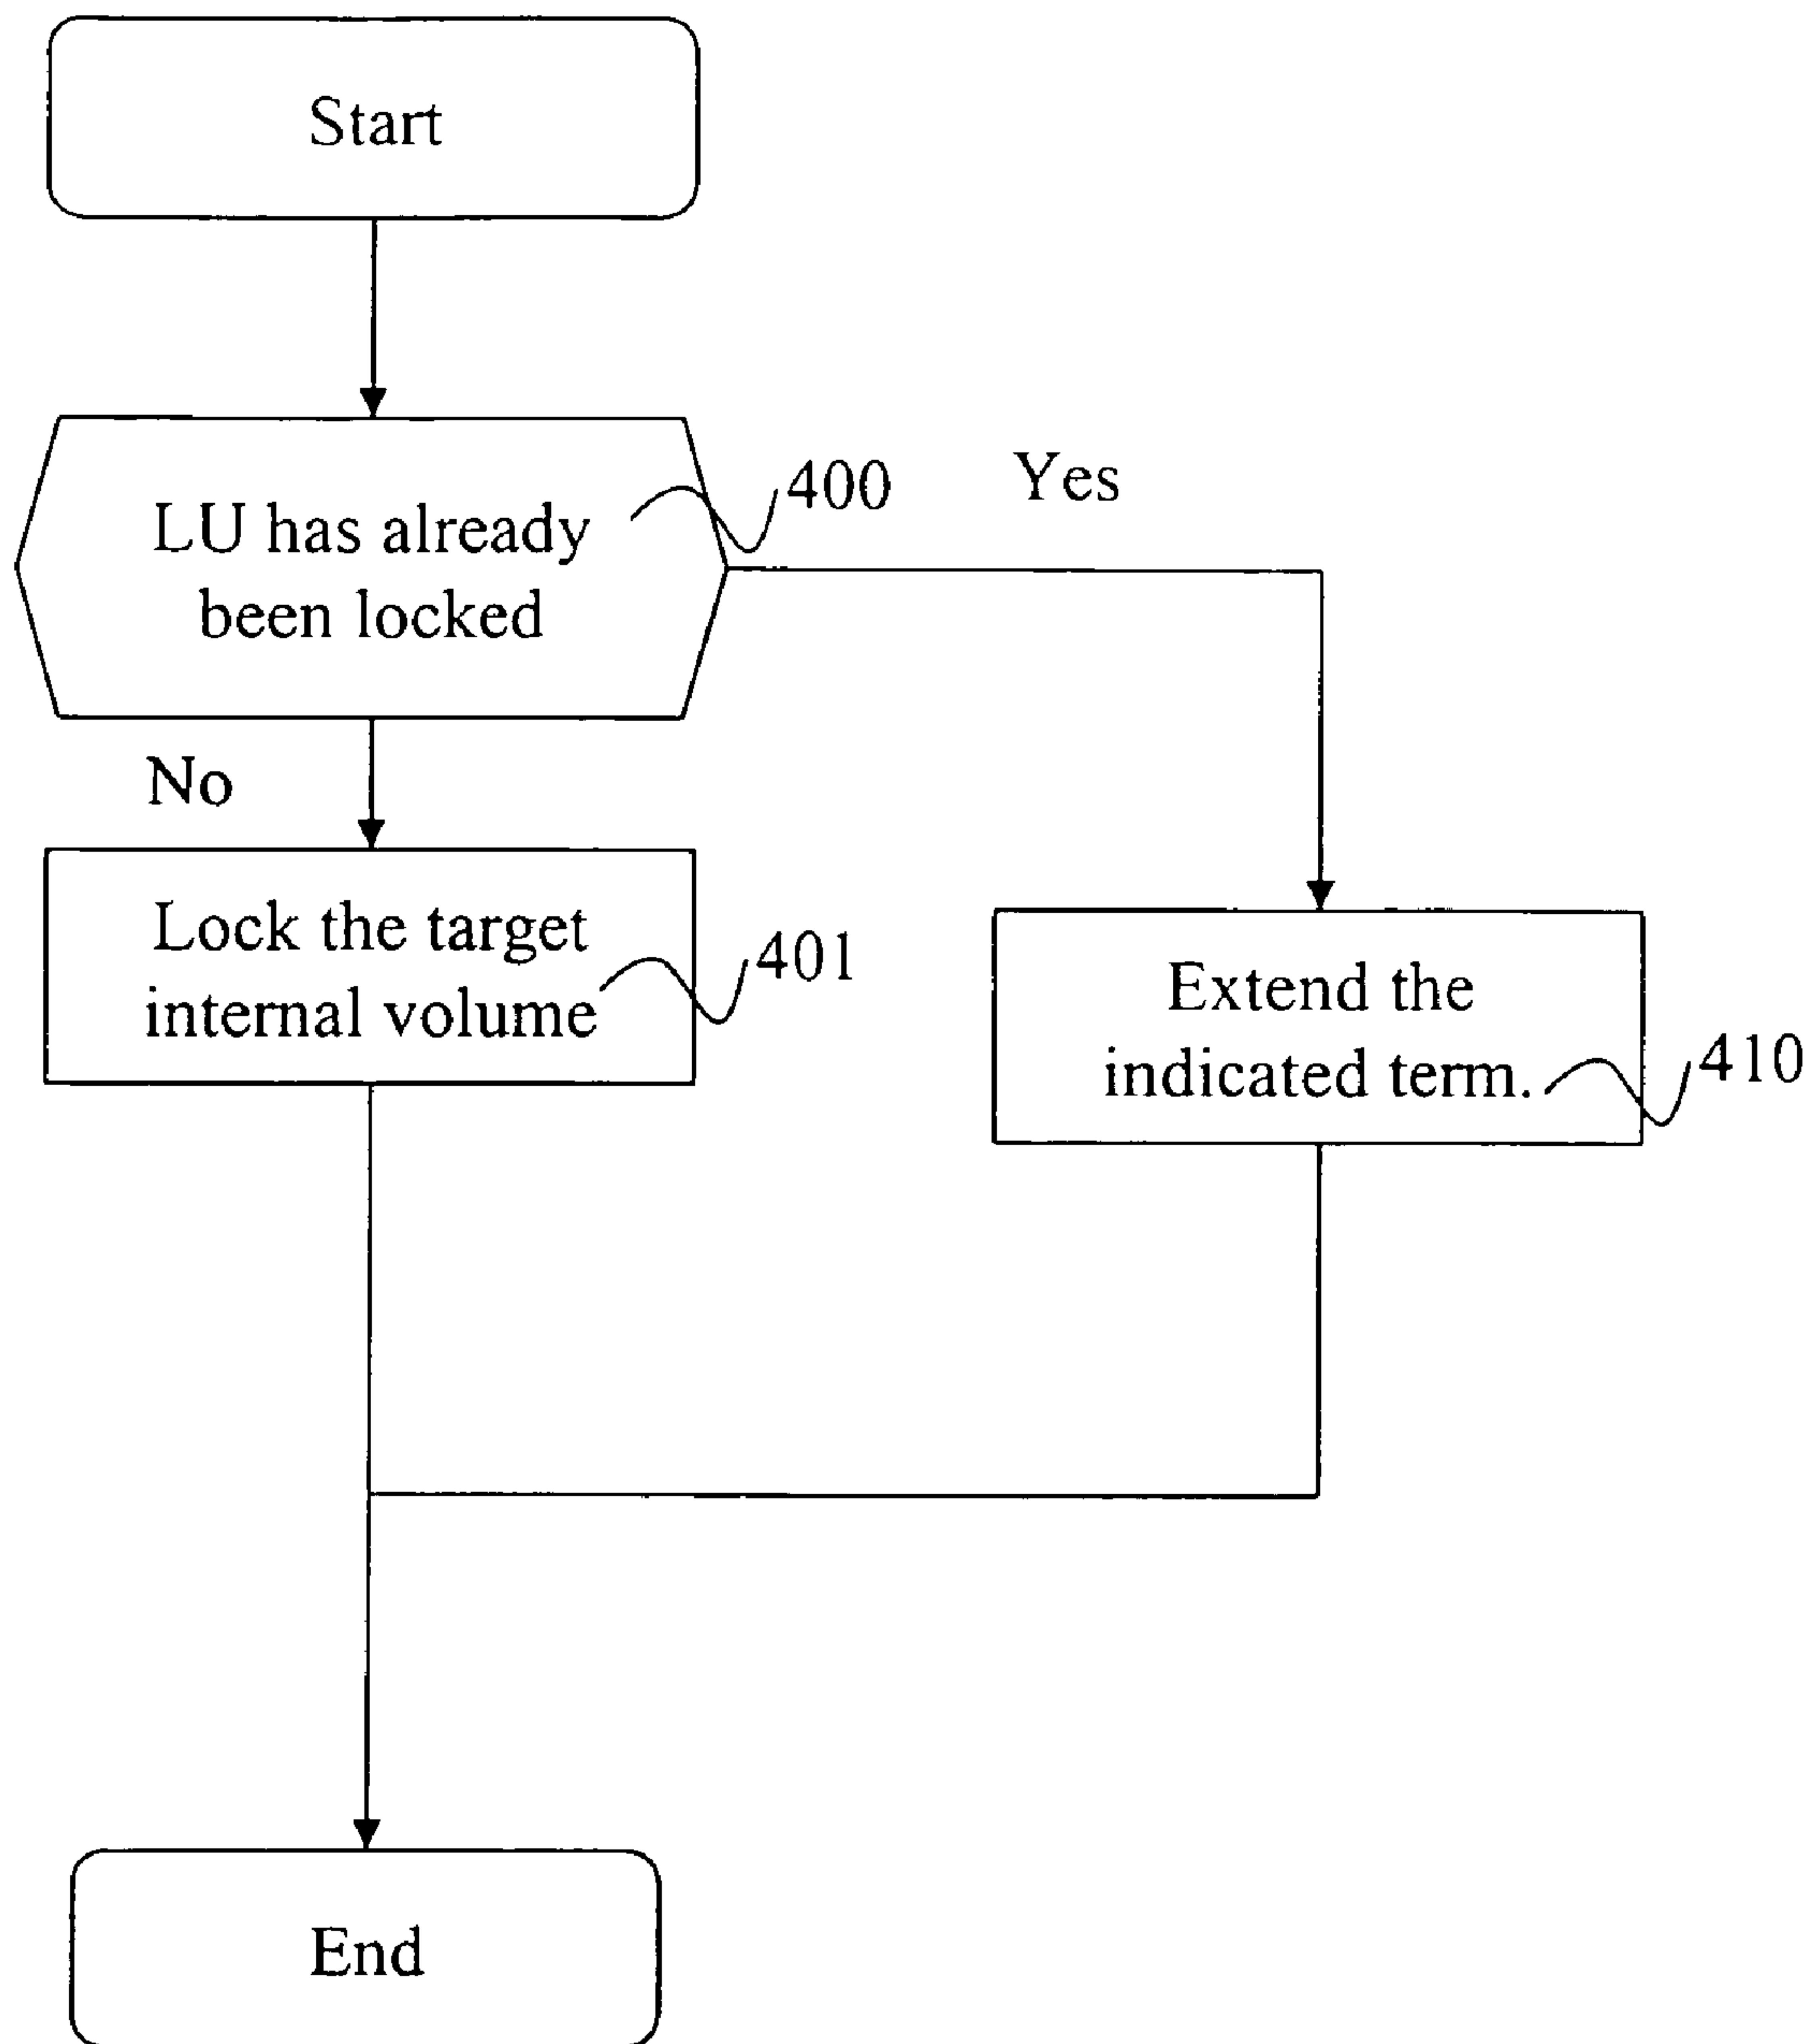 Start
LU has already
been locked
400
Yes
No
Lock the target
internal volume
401
Extend the
indicated term.
410
End